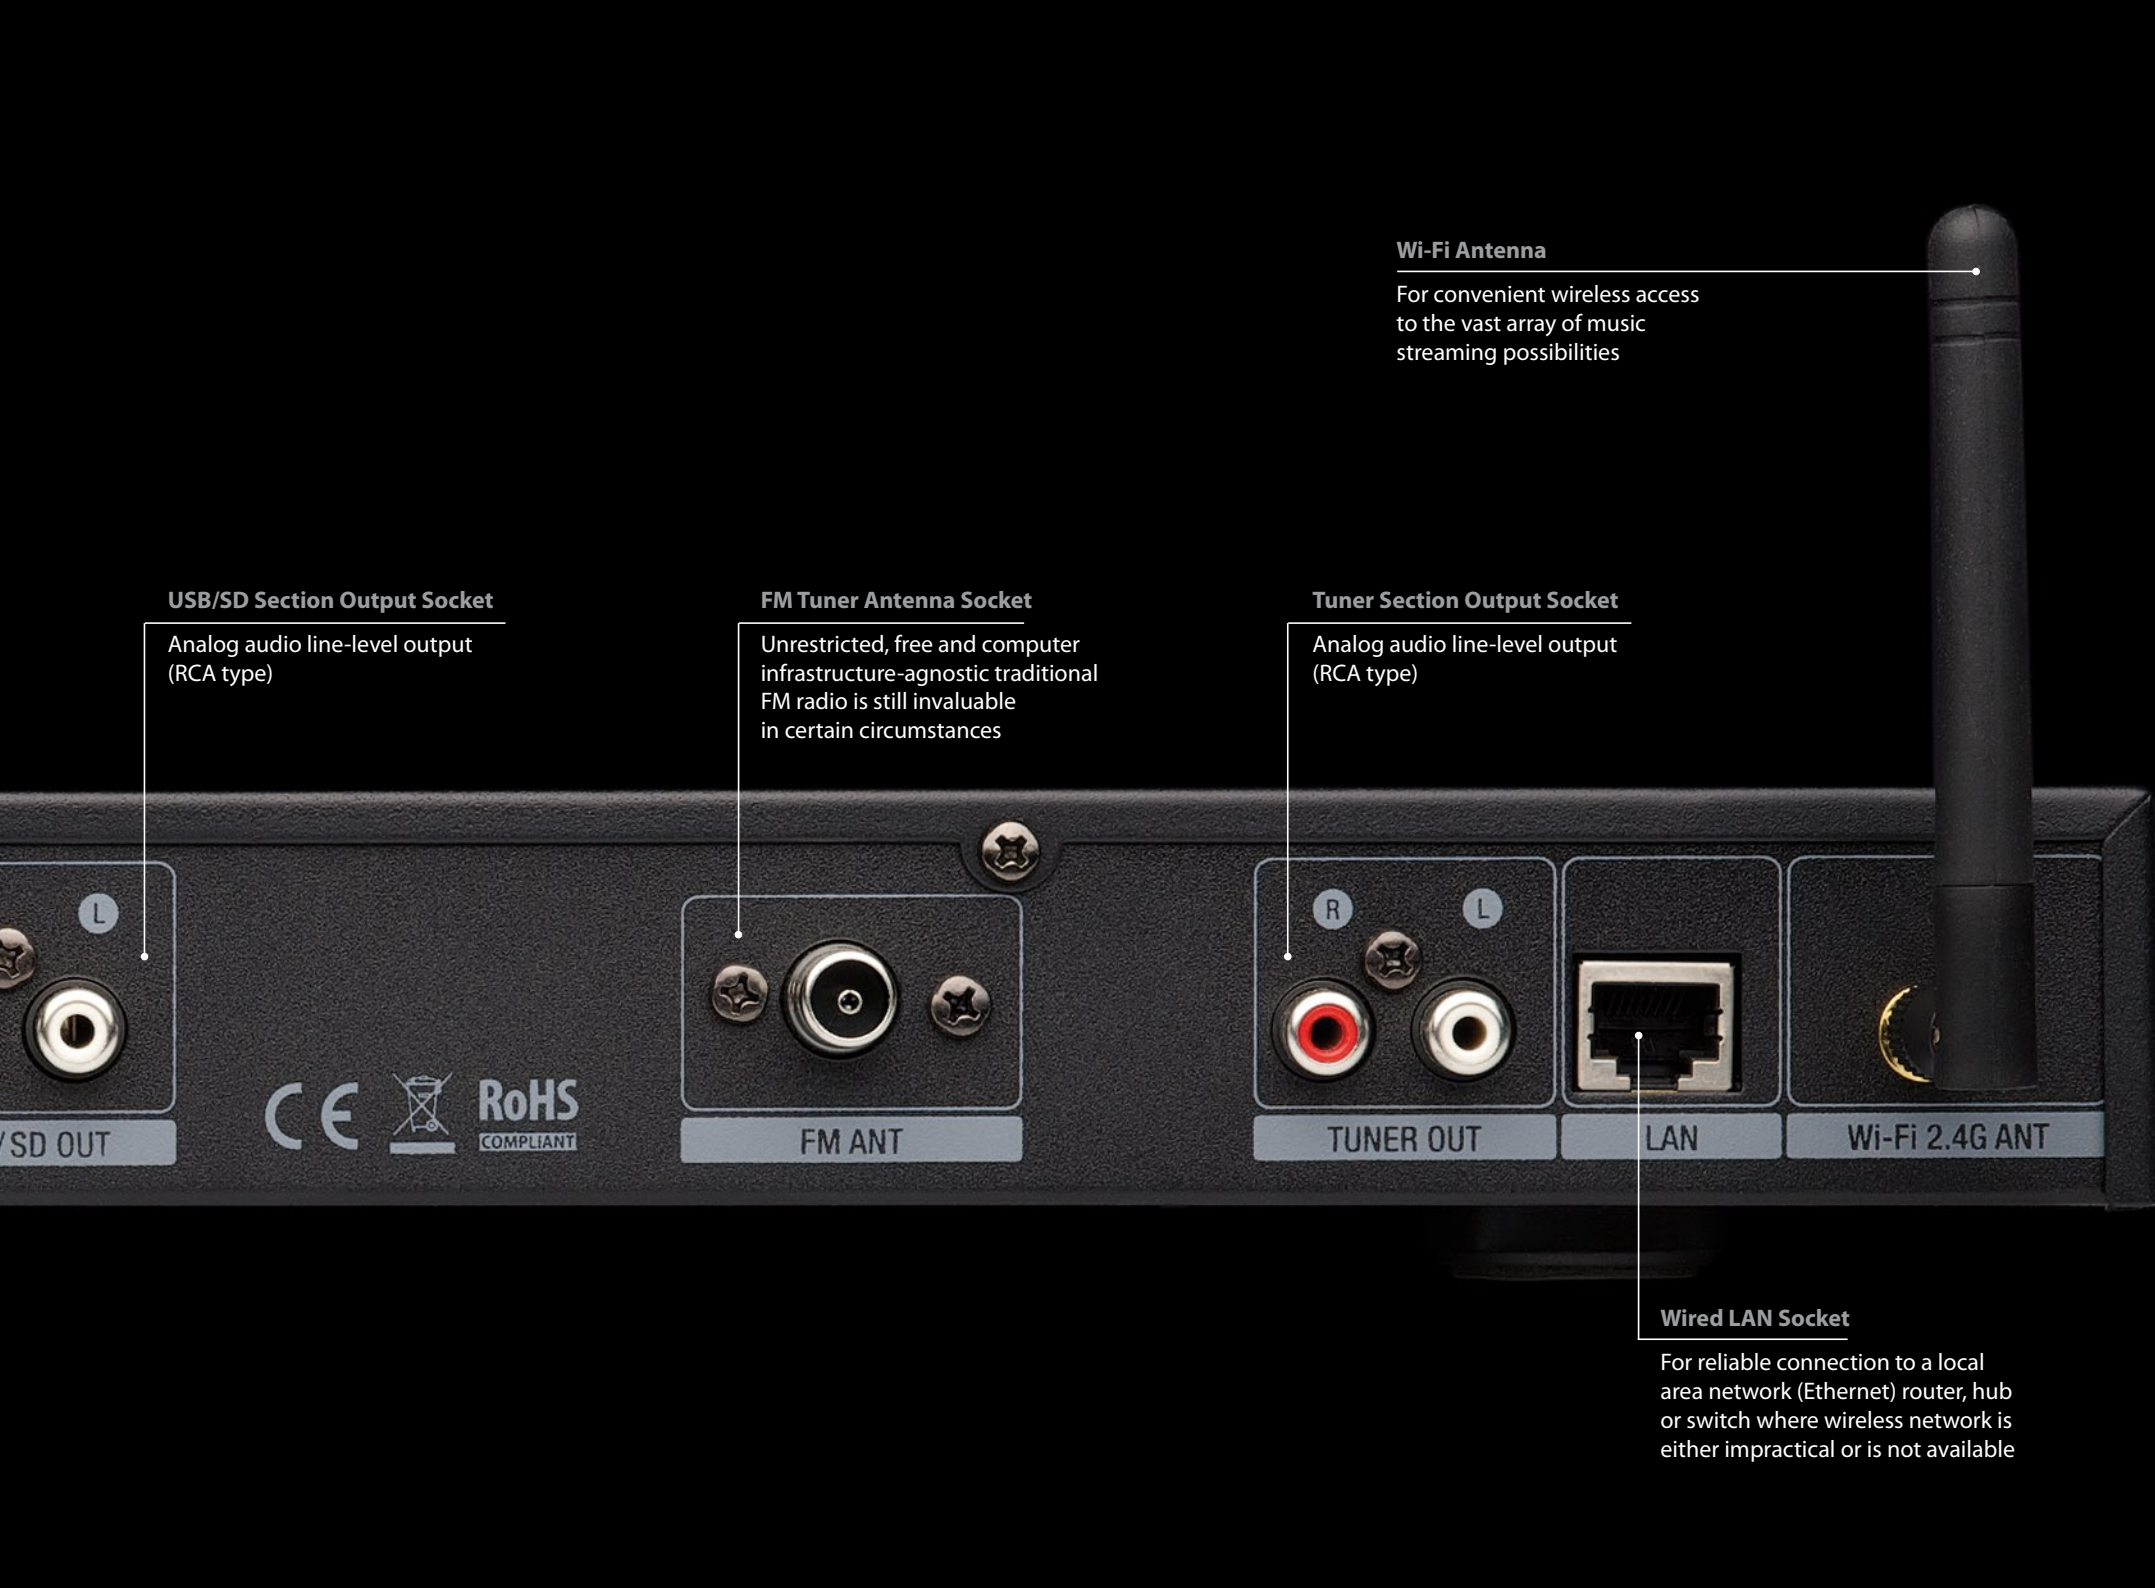 Wi-Fi Antenna
For convenient wireless access
to the vast array of music
streaming possibilities
USB/SD Section Output Socket
Analog audio line-level output
(RCA type)
FM Tuner Antenna Socket
Unrestricted, free and computer
infrastructure-agnostic traditional
FM radio is still invaluable
in certain circumstances
Tuner Section Output Socket
Analog audio line-level output
(RCA type)
L
R
L
CE
RoHS
COMPLIANT
/SD OUT
FM ANT
TUNER OUT
LAN
Wi-Fi 2.4G ANT
Wired LAN Socket
For reliable connection to a local
area network (Ethernet) router, hub
or switch where wireless network is
either impractical or is not available